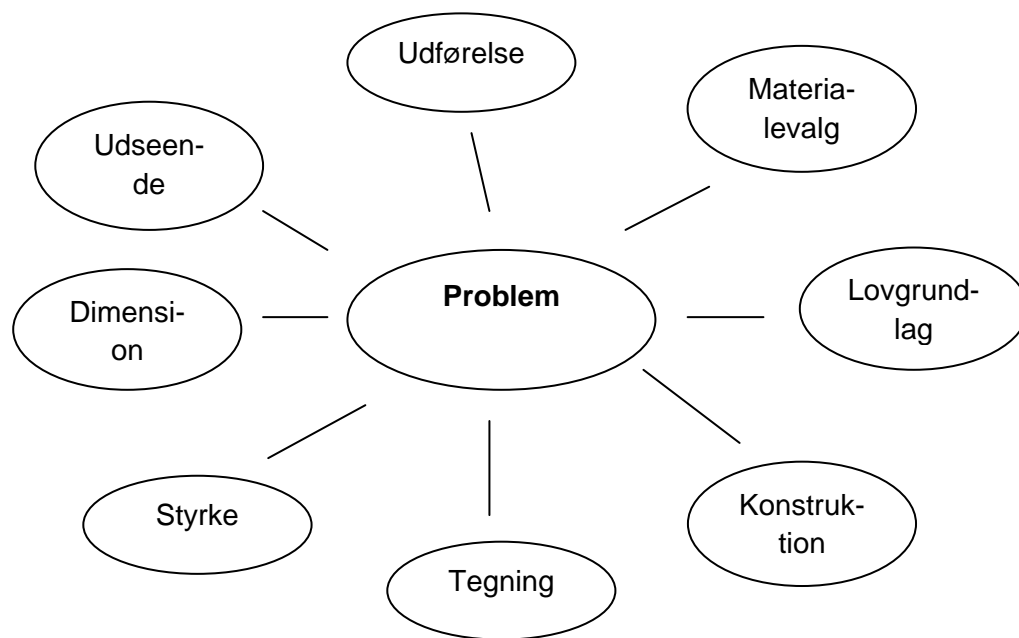 Udførelse
Materia-
levalg
Udseen-
de
Problem
Lovgrund-
lag
Dimensi-
on
Styrke
Konstruk-
tion
Tegning